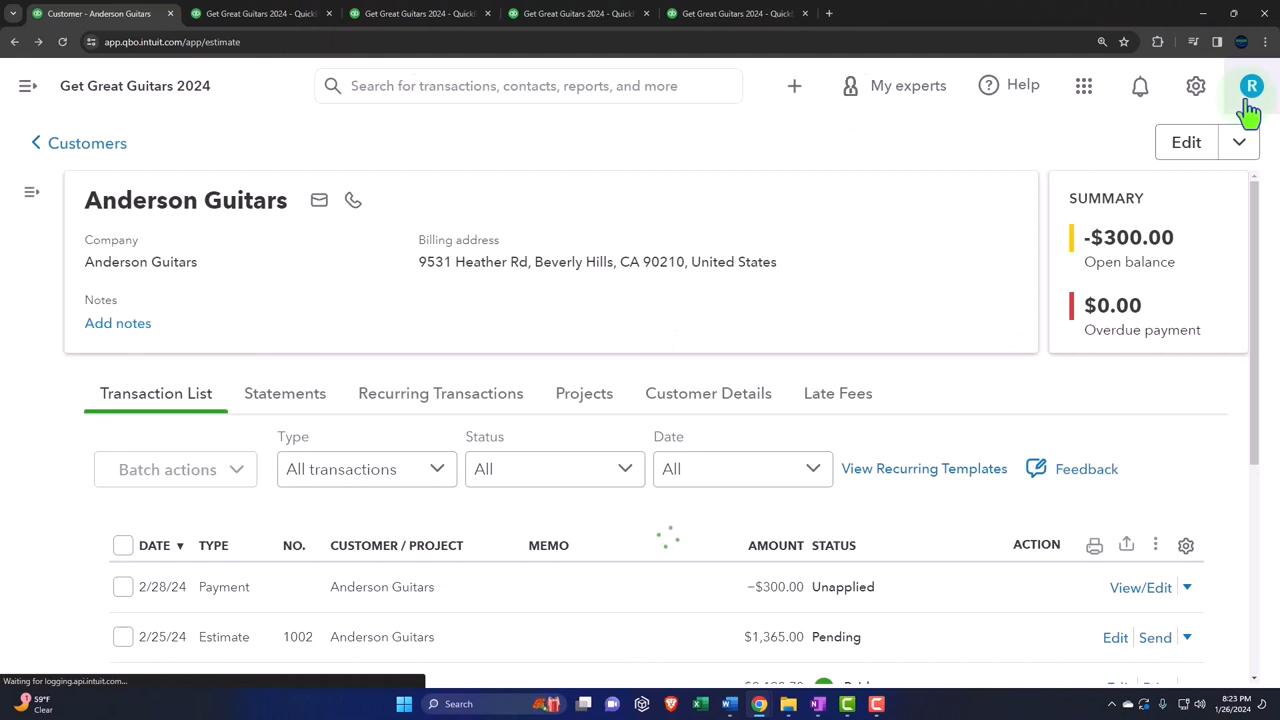 Get Great Guitars 2024 - Quickl
Get Great Guitars 2024 - Quickl
Get Great Guitars 2024 - Quickl
Get Great Guitars 2024 - Quickl
app.qbo.intuit.com/app/estimate
Get Great Guitars 2024
Search for transactions, contacts, reports, and more
My experts
Help
R
Customers
Edit
Anderson Guitars
Company
Billing address
Anderson Guitars
9531 Heather Rd, Beverly Hills, CA 90210, United States
Notes
Add notes
SUMMARY
-$300.00
Open balance
$0.00
Overdue payment
Transaction List Statements Recurring Transactions Projects Customer Details Late Fees
Type Status Date
Batch actions All transactions All All View Recurring Templates Feedback
DATE ▼ TYPE NO. CUSTOMER / PROJECT MEMO AMOUNT STATUS ACTION
2/28/24 Payment Anderson Guitars −$300.00 Unapplied View/Edit
2/25/24 Estimate 1002 Anderson Guitars $1,365.00 Pending Edit Send
Waiting for logging.api.intuit.com...
59°F
Clear
Search
8:23 PM
1/26/2024